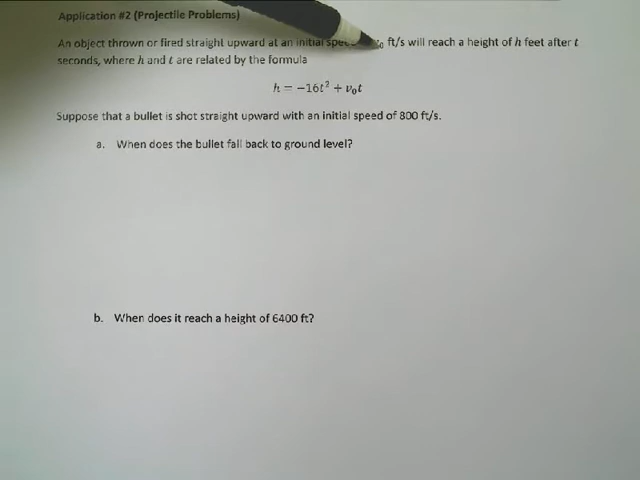 Application #2 (Projectile Problems)
An object thrown or fired straight upward at an initial ft/s will reach a height of h feet after t
seconds, where h and t are related by the formula
h = −16t² + v₀t
Suppose that a bullet is shot straight upward with an initial speed of 800 ft/s.
a. When does the bullet fall back to ground level?
b. When does it reach a height of 6400 ft?